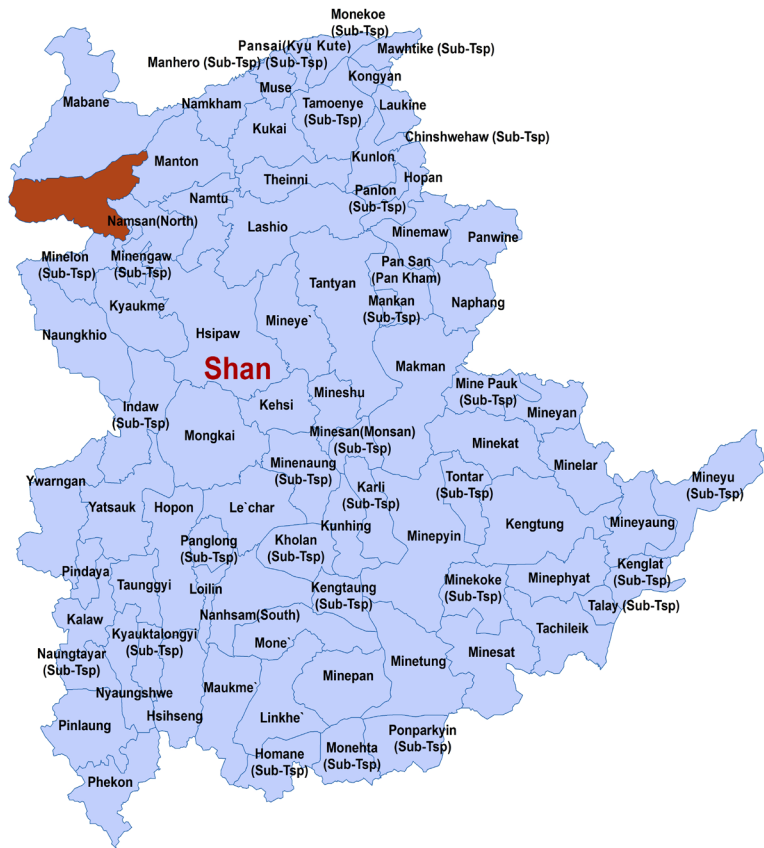 Monekoe
(Sub-Tsp)
Pansai(Kyu Kute)
Mawhtike (Sub-Tsp)
Manhero (Sub-Tsp) (Sub-Tsp)
Kongyan
Muse
Mabane
Namkham
Tamoenye
(Sub-Tsp)
Laukine
Kukai
Chinshwehaw (Sub-Tsp)
Manton
Kunlon
Theinni
Hopan
Panlon
(Sub-Tsp)
Namtu
Namsan(North)
Lashio
Minemaw
Panwine
Minelon
(Sub-Tsp)
Minengaw
(Sub-Tsp)
Pan San
(Pan Kham)
Tantyan
Kyaukme
Mankan
(Sub-Tsp)
Naphang
Naungkhio
Hsipaw
Mineye`
Shan
Makman
Mine Pauk
(Sub-Tsp)
Mineshu
Kehsi
Indaw
(Sub-Tsp)
Mineyan
Mongkai
Minesan(Monsan)
(Sub-Tsp)
Minekat
Minenaung
(Sub-Tsp)
Minelar
Ywarngan
Tontar
(Sub-Tsp)
Mineyu
(Sub-Tsp)
Karli
(Sub-Tsp)
Yatsauk
Hopon
Le`char
Kunhing
Kengtung
Mineyaung
Minepyin
Panglong
(Sub-Tsp)
Kholan
(Sub-Tsp)
Pindaya
Taunggyi
Loilin
Kengtaung
(Sub-Tsp)
Minekoke
(Sub-Tsp)
Minephyat
Kenglat
(Sub-Tsp)
Talay (Sub-Tsp)
Kalaw
Nanhsam(South)
Tachileik
Kyauktalongyi
(Sub-Tsp)
Mone`
Naungtayar
(Sub-Tsp)
Minesat
Minetung
Minepan
Nyaungshwe
Maukme`
Hsihseng
Linkhe`
Pinlaung
Ponparkyin
(Sub-Tsp)
Homane
(Sub-Tsp)
Monehta
(Sub-Tsp)
Phekon